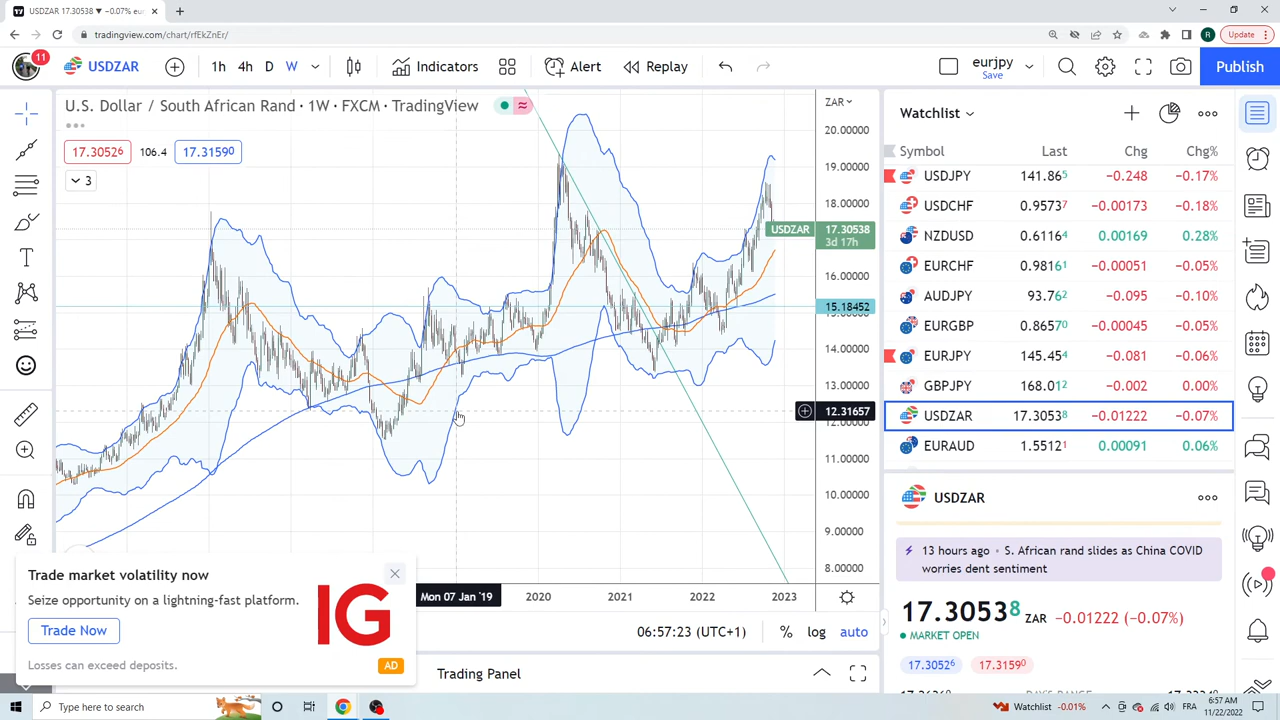 USDZAR 17.30538 ▼ −0.07% eu
tradingview.com/chart/rfEkZnEr/
R
Update
11
USDZAR
1h 4h D W
Indicators
Alert
Replay
eurjpy
Save
Publish
U.S. Dollar / South African Rand · 1W · FXCM · TradingView
17.30526 106.4 17.31590
3
ZAR
20.00000
19.00000
18.00000
USDZAR 17.30538
3d 17h
16.00000
15.18452
14.00000
13.00000
12.31657
12.00000
11.00000
10.00000
9.00000
8.00000
Mon 07 Jan '19 2020 2021 2022 2023
06:57:23 (UTC+1) % log auto
Trading Panel
Trade market volatility now
Seize opportunity on a lightning-fast platform.
Trade Now
IG
Losses can exceed deposits.
AD
Watchlist
Symbol Last Chg Chg%
USDJPY 141.865 −0.248 −0.17%
USDCHF 0.95737 −0.00173 −0.18%
NZDUSD 0.61164 0.00169 0.28%
EURCHF 0.98161 −0.00051 −0.05%
AUDJPY 93.762 −0.095 −0.10%
EURGBP 0.86570 −0.00045 −0.05%
EURJPY 145.454 −0.081 −0.06%
GBPJPY 168.012 −0.002 0.00%
USDZAR 17.30538 −0.01222 −0.07%
EURAUD 1.55121 0.00091 0.06%
USDZAR
13 hours ago · S. African rand slides as China COVID
worries dent sentiment
17.30538 ZAR −0.01222 (−0.07%)
MARKET OPEN
17.30526 17.31590
Type here to search
Watchlist −0.01%
FRA
6:57 AM
11/22/2022